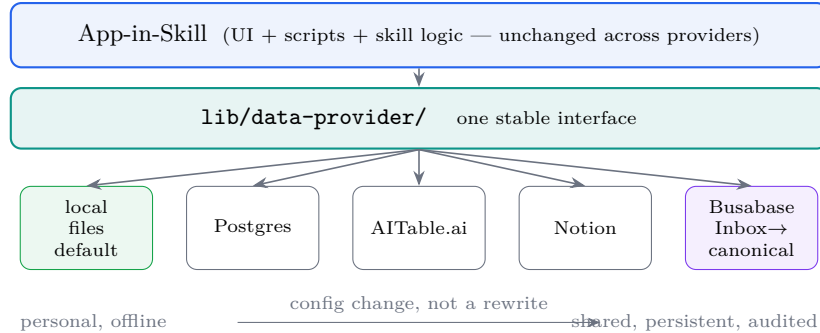 App-in-Skill (UI + scripts + skill logic — unchanged across providers)
lib/data-provider/ one stable interface
local
files
default
Postgres
AITable.ai
Notion
Busabase
Inbox→
canonical
config change, not a rewrite
personal, offline
shared, persistent, audited